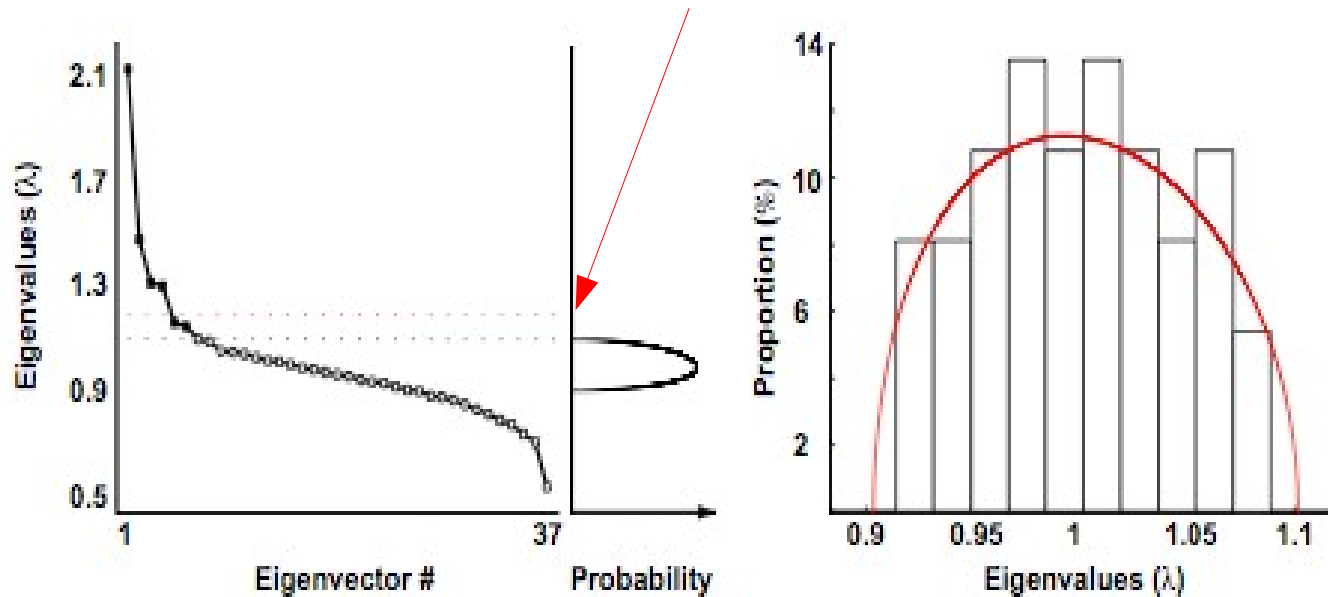 Eigenvalues (λ)
2.1
1.7
1.3
0.9
0.5
1 37
Eigenvector #
Probability
Proportion (%)
14
10
6
2
0.9 0.95 1 1.05 1.1
Eigenvalues (λ)